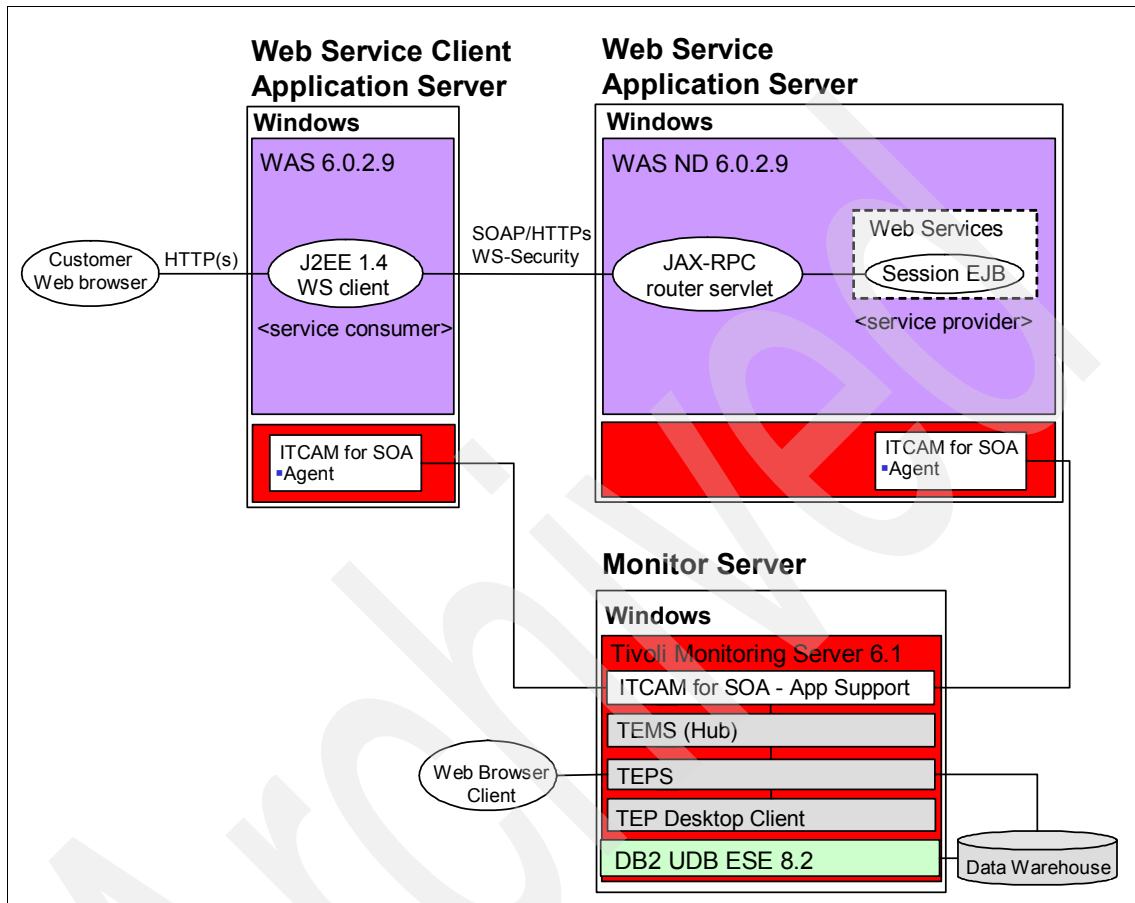 Web Service Client
Application Server
Web Service
Application Server
Windows
WAS 6.0.2.9
Windows
WAS ND 6.0.2.9
Customer
Web browser
HTTP(s)
J2EE 1.4
WS client
<service consumer>
SOAP/HTTPs
WS-Security
JAX-RPC
router servlet
Web Services
Session EJB
<service provider>
ITCAM for SOA
▪Agent
ITCAM for SOA
▪Agent
Monitor Server
Windows
Tivoli Monitoring Server 6.1
ITCAM for SOA - App Support
TEMS (Hub)
Web Browser
Client
TEPS
TEP Desktop Client
DB2 UDB ESE 8.2
Data Warehouse
Archived